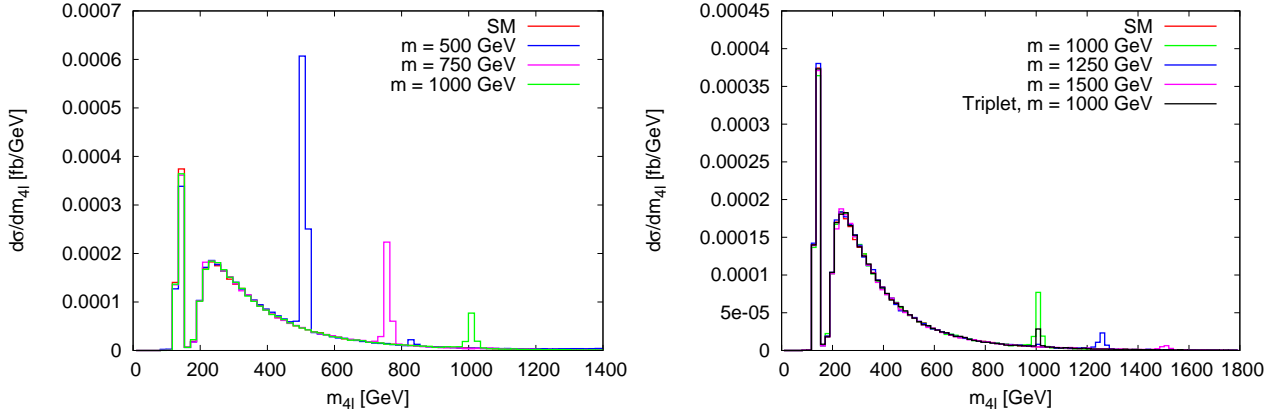 dσ/dm4l [fb/GeV]
0.0007
0.0006
0.0005
0.0004
0.0003
0.0002
0.0001
0
SM
m = 500 GeV
m = 750 GeV
m = 1000 GeV
0 200 400 600 800 1000 1200 1400
m4l [GeV]
dσ/dm4l [fb/GeV]
0.00045
0.0004
0.00035
0.0003
0.00025
0.0002
0.00015
0.0001
5e-05
0
SM
m = 1000 GeV
m = 1250 GeV
m = 1500 GeV
Triplet, m = 1000 GeV
0 200 400 600 800 1000 1200 1400 1600 1800
m4l [GeV]